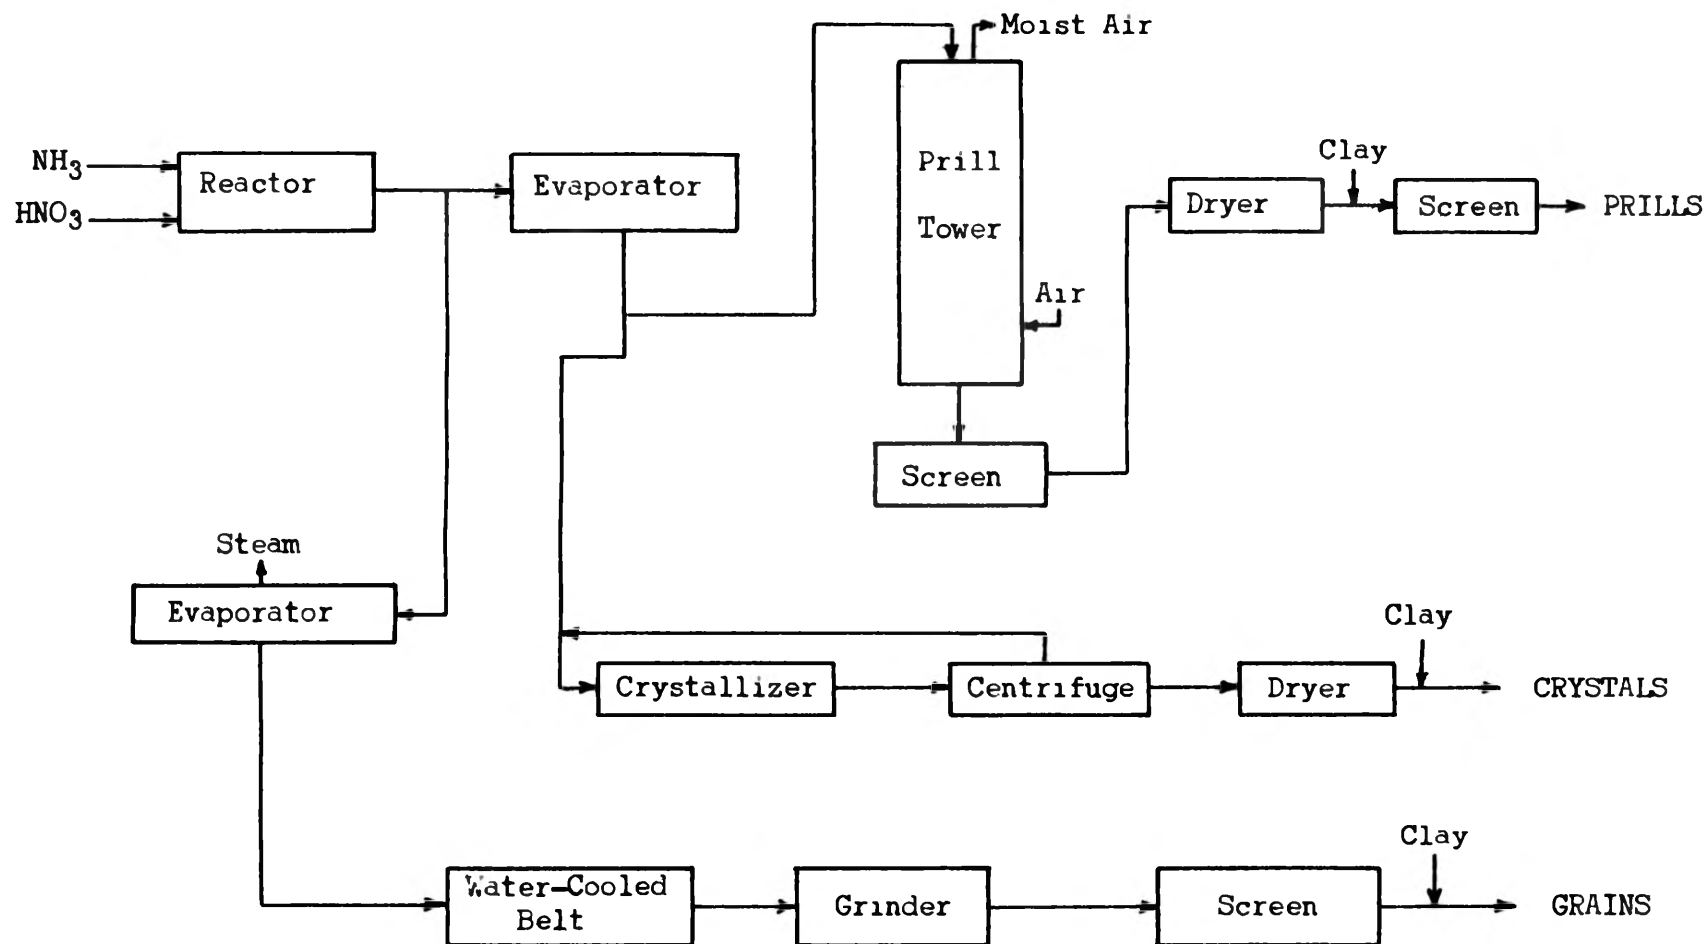 Moist Air
NH3
HNO3
Reactor
Evaporator
Prill
Tower
Air
Screen
Dryer
Clay
Screen
PRILLS
Steam
Evaporator
Crystallizer
Centrifuge
Dryer
Clay
CRYSTALS
Water-Cooled
Belt
Grinder
Screen
Clay
GRAINS